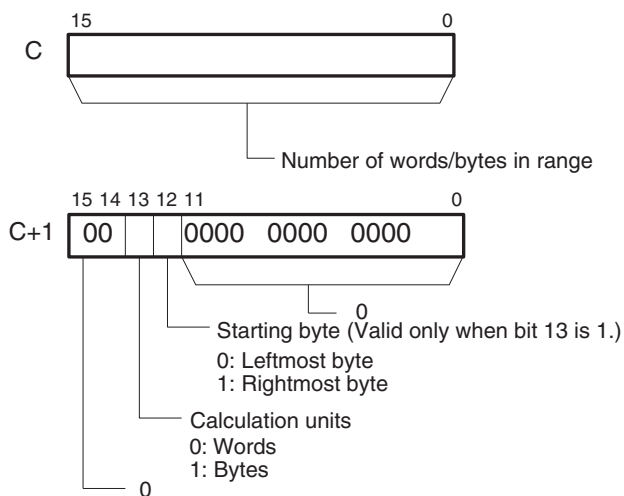 15 0
C
Number of words/bytes in range
15 14 13 12 11 0
C+1 00 0000 0000 0000
0
Starting byte (Valid only when bit 13 is 1.)
0: Leftmost byte
1: Rightmost byte
Calculation units
0: Words
1: Bytes
0